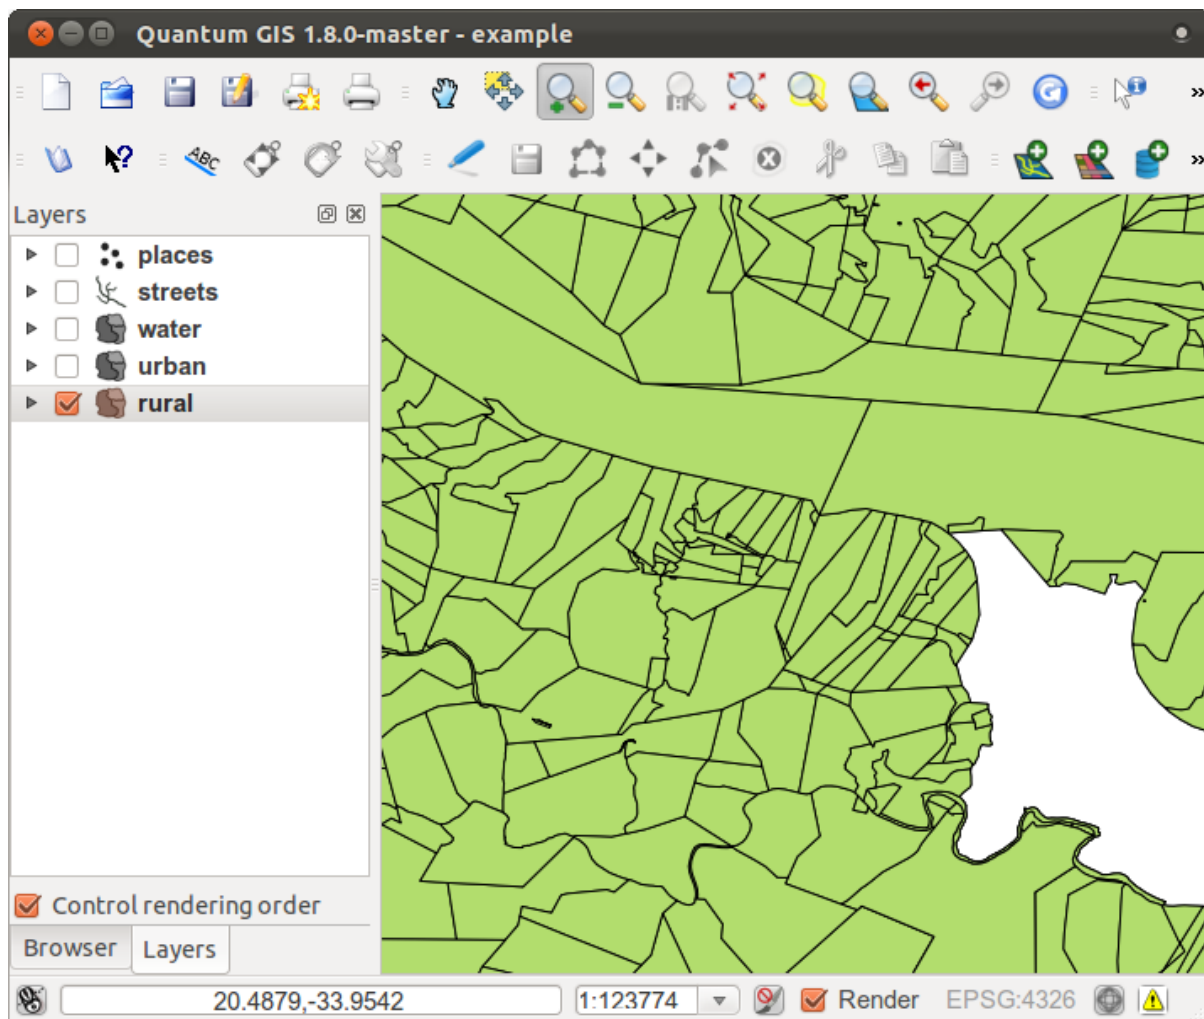 Quantum GIS 1.8.0-master - example
ABC
Layers
places
streets
water
urban
rural
Control rendering order
Browser
Layers
20.4879,-33.9542
1:123774
Render
EPSG:4326